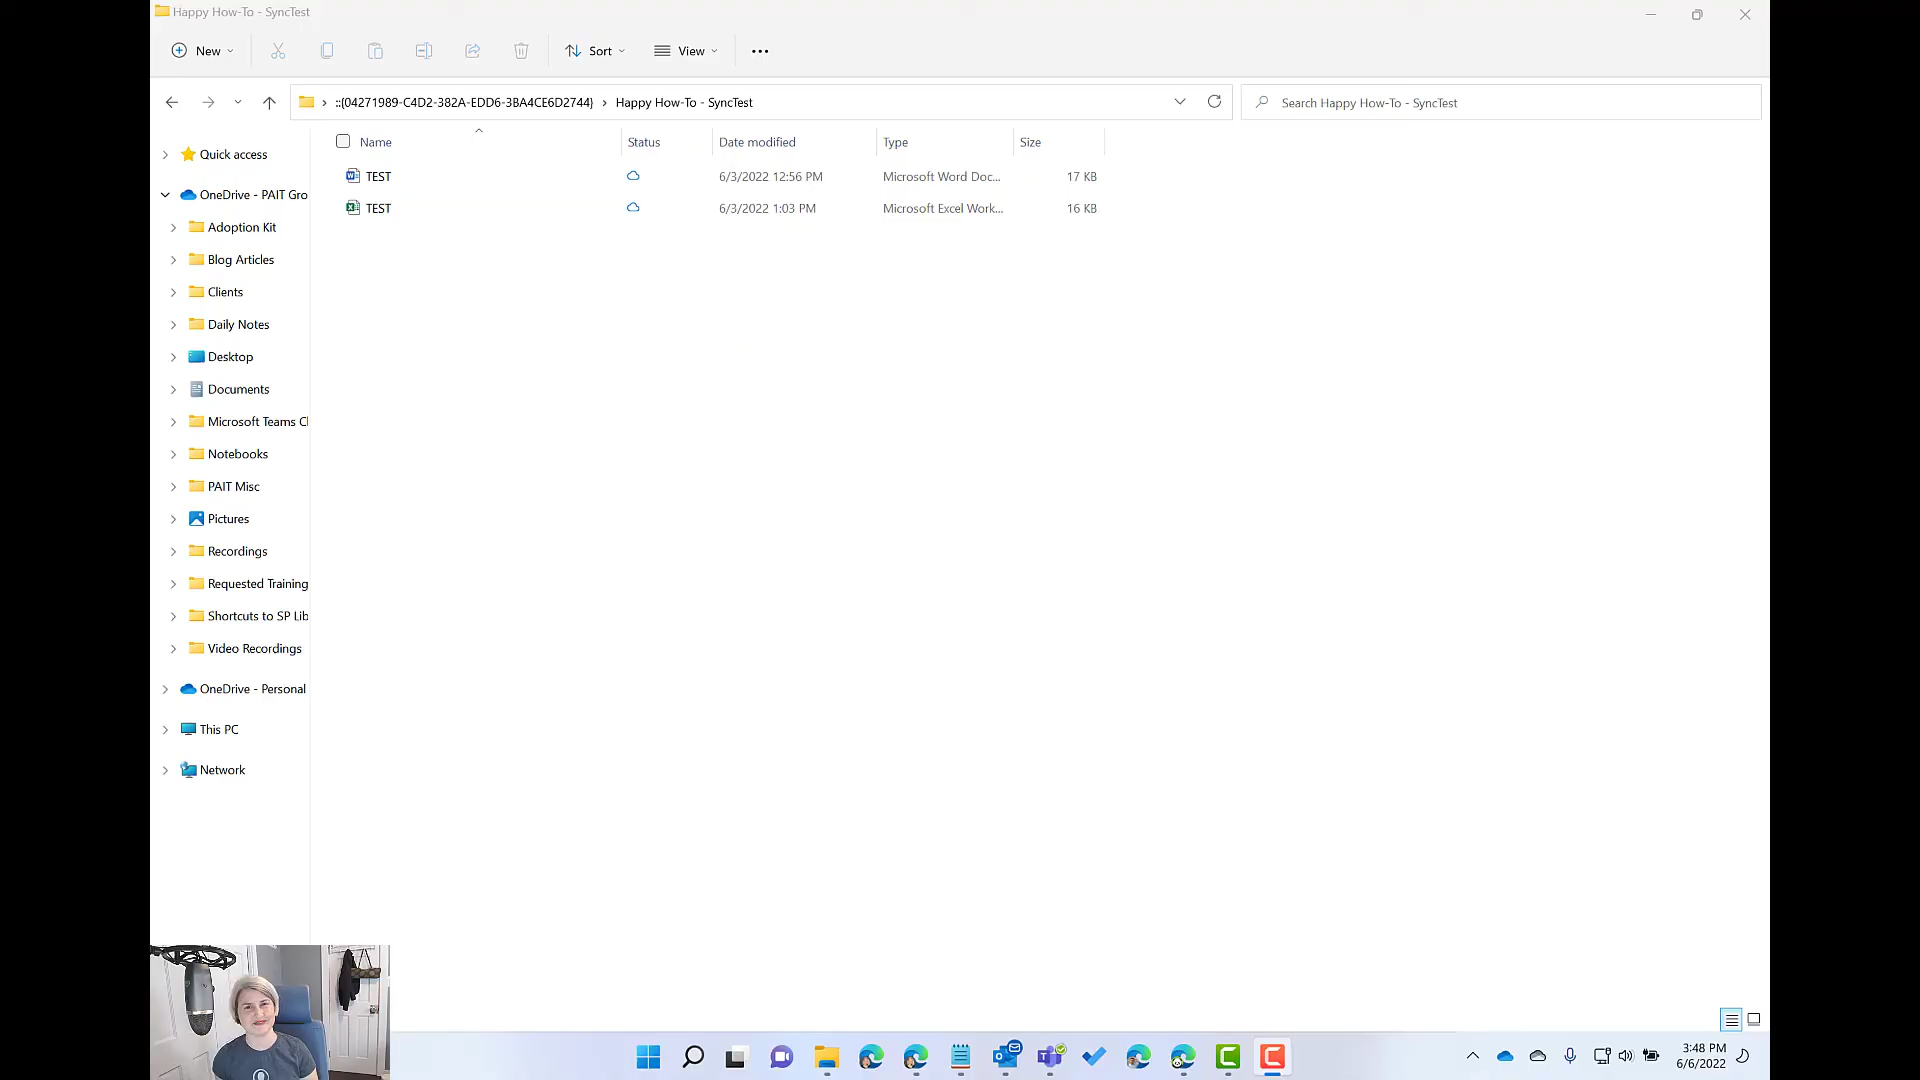 Happy How-To - SyncTest
New
Sort
View
::{04271989-C4D2-382A-EDD6-3BA4CE6D2744} › Happy How-To - SyncTest
Search Happy How-To - SyncTest
Name Status Date modified Type Size
TEST 6/3/2022 12:56 PM Microsoft Word Doc... 17 KB
TEST 6/3/2022 1:03 PM Microsoft Excel Work... 16 KB
Quick access
OneDrive - PAIT Gro
Adoption Kit
Blog Articles
Clients
Daily Notes
Desktop
Documents
Microsoft Teams Cl
Notebooks
PAIT Misc
Pictures
Recordings
Requested Training
Shortcuts to SP Lib
Video Recordings
OneDrive - Personal
This PC
Network
3:48 PM
6/6/2022